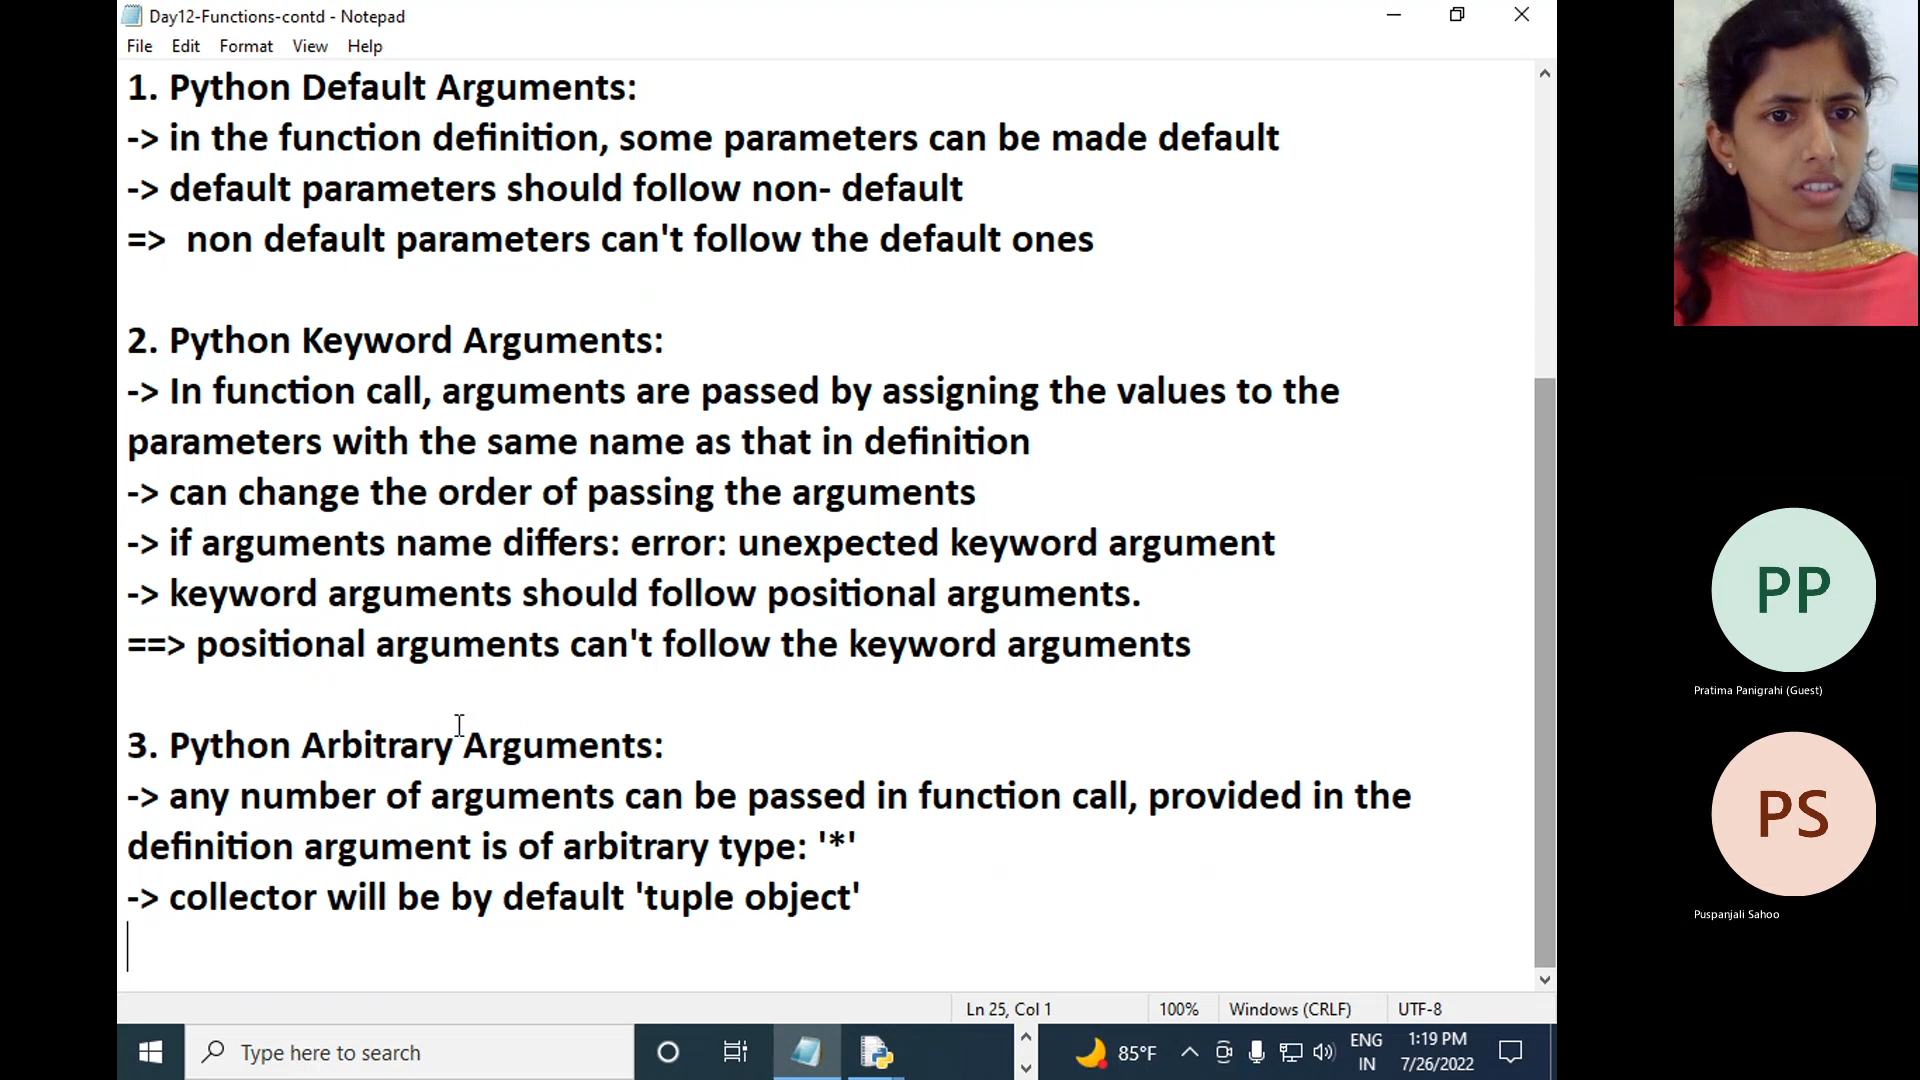 Day12-Functions-contd - Notepad
File Edit Format View Help
1. Python Default Arguments:
-> in the function definition, some parameters can be made default
-> default parameters should follow non- default
=>  non default parameters can't follow the default ones
2. Python Keyword Arguments:
-> In function call, arguments are passed by assigning the values to the
parameters with the same name as that in definition
-> can change the order of passing the arguments
-> if arguments name differs: error: unexpected keyword argument
-> keyword arguments should follow positional arguments.
==> positional arguments can't follow the keyword arguments
3. Python Arbitrary Arguments:
-> any number of arguments can be passed in function call, provided in the
definition argument is of arbitrary type: '*'
-> collector will be by default 'tuple object'
Ln 25, Col 1 100% Windows (CRLF) UTF-8
Type here to search
85°F
ENG
IN
1:19 PM
7/26/2022
PP
Pratima Panigrahi (Guest)
PS
Puspanjali Sahoo